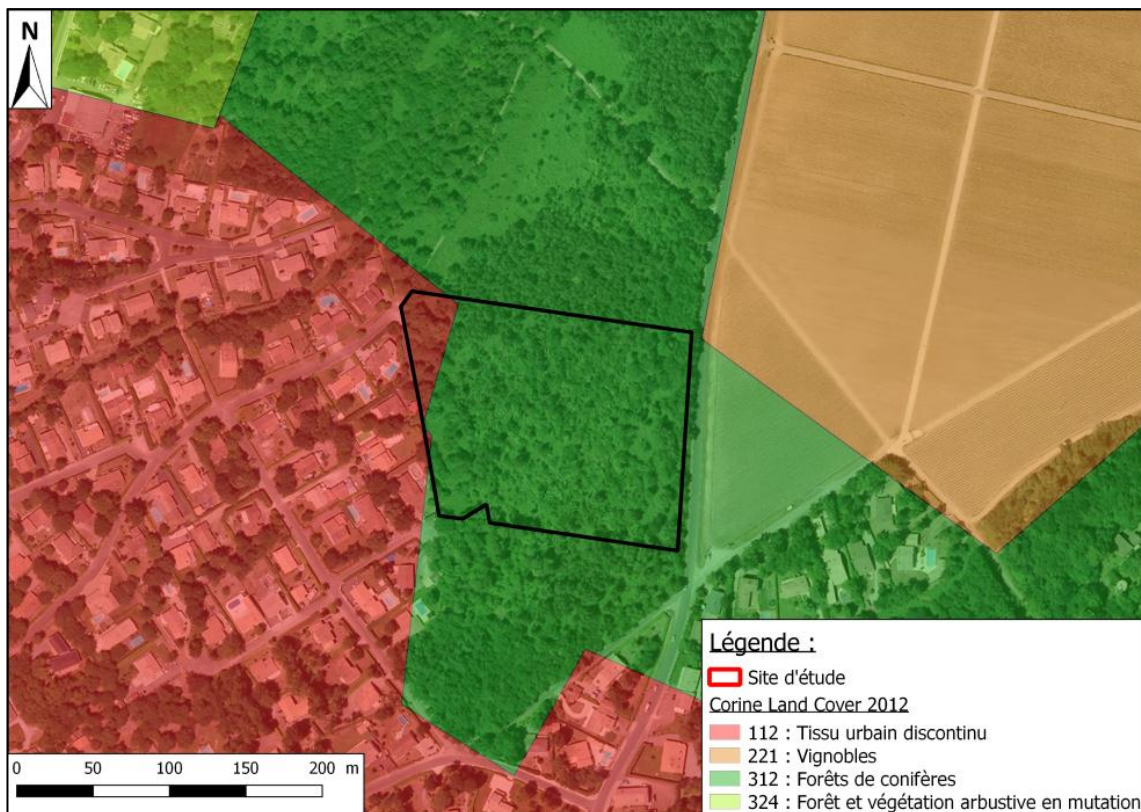 N
Légende :
Site d'étude
Corine Land Cover 2012
112 : Tissu urbain discontinu
221 : Vignobles
312 : Forêts de conifères
324 : Forêt et végétation arbustive en mutation
0 50 100 150 200 m